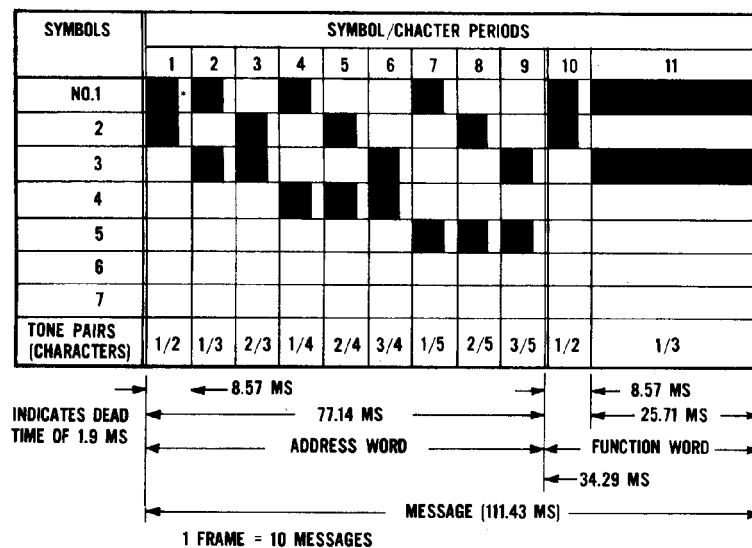 SYMBOLS
SYMBOL/CHACTER PERIODS
1 2 3 4 5 6 7 8 9 10 11
NO.1 *
2
3
4
5
6
7
TONE PAIRS
(CHARACTERS)
1/2 1/3 2/3 1/4 2/4 3/4 1/5 2/5 3/5 1/2 1/3
8.57 MS 8.57 MS
INDICATES DEAD
TIME OF 1.9 MS
77.14 MS 25.71 MS
ADDRESS WORD FUNCTION WORD
34.29 MS
MESSAGE (111.43 MS)
1 FRAME = 10 MESSAGES